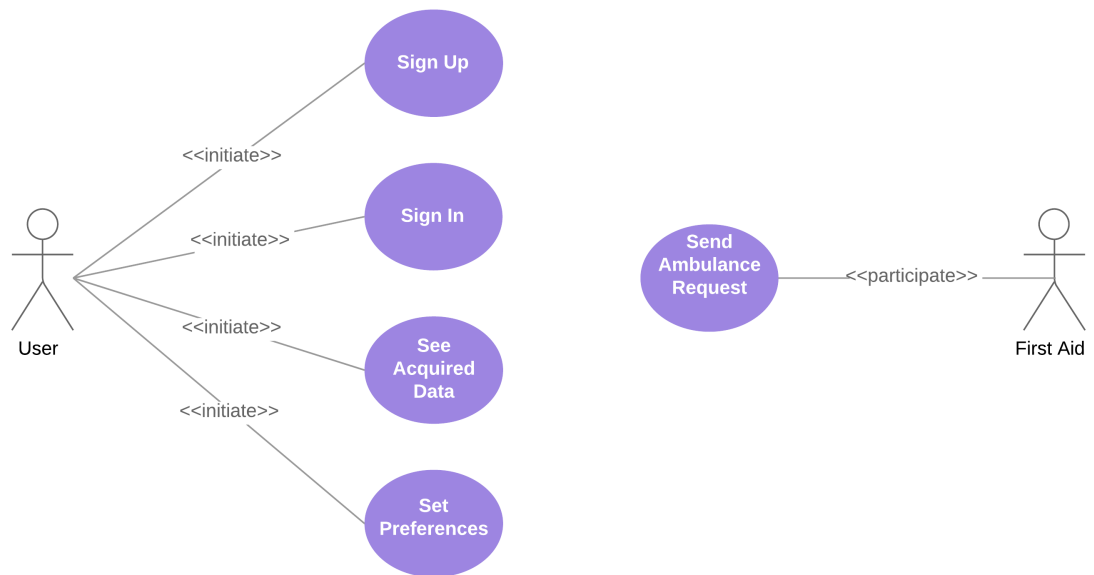 Sign Up
<<initiate>>
Sign In
<<initiate>>
User
<<initiate>>
See
Acquired
Data
<<initiate>>
Set
Preferences
Send
Ambulance
Request
<<participate>>
First Aid